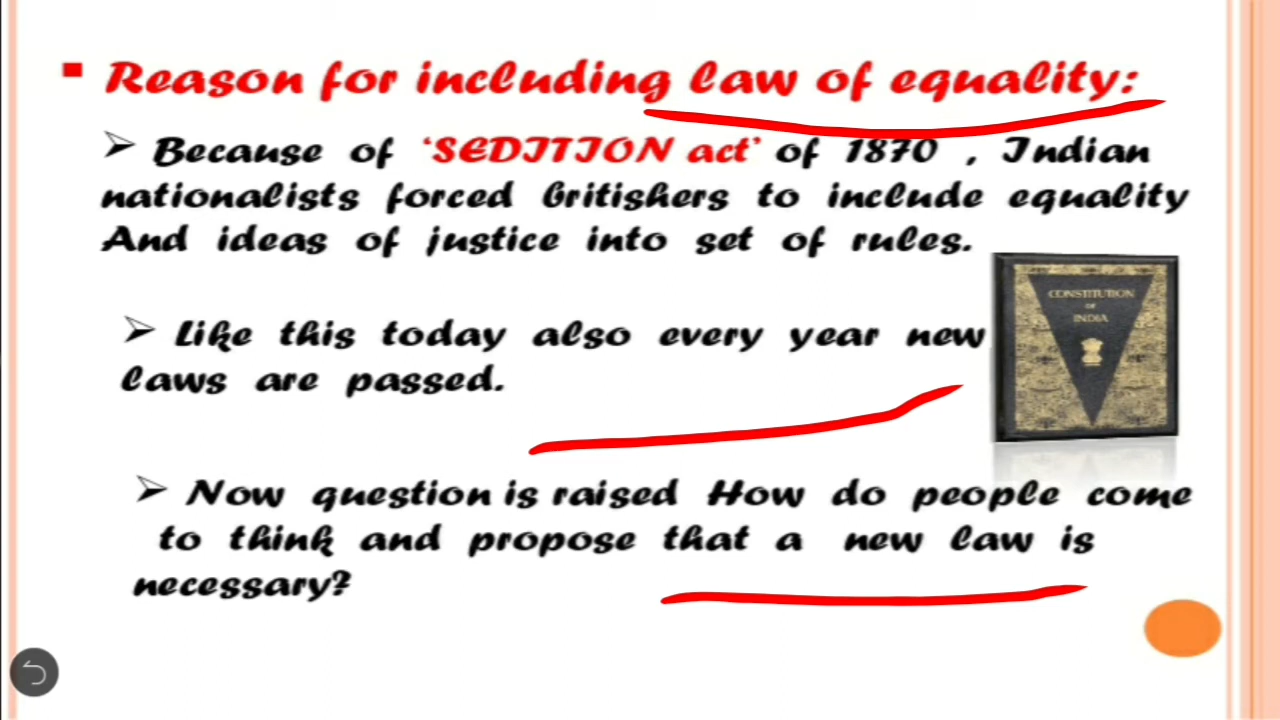 Reason for including law of equality:
Because of 'SEDITION act' of 1870 , Indian
nationalists forced britishers to include equality
And ideas of justice into set of rules.
CONSTITUTION
OF
INDIA
Like this today also every year new
laws are passed.
Now question is raised How do people come
to think and propose that a new law is
necessary?